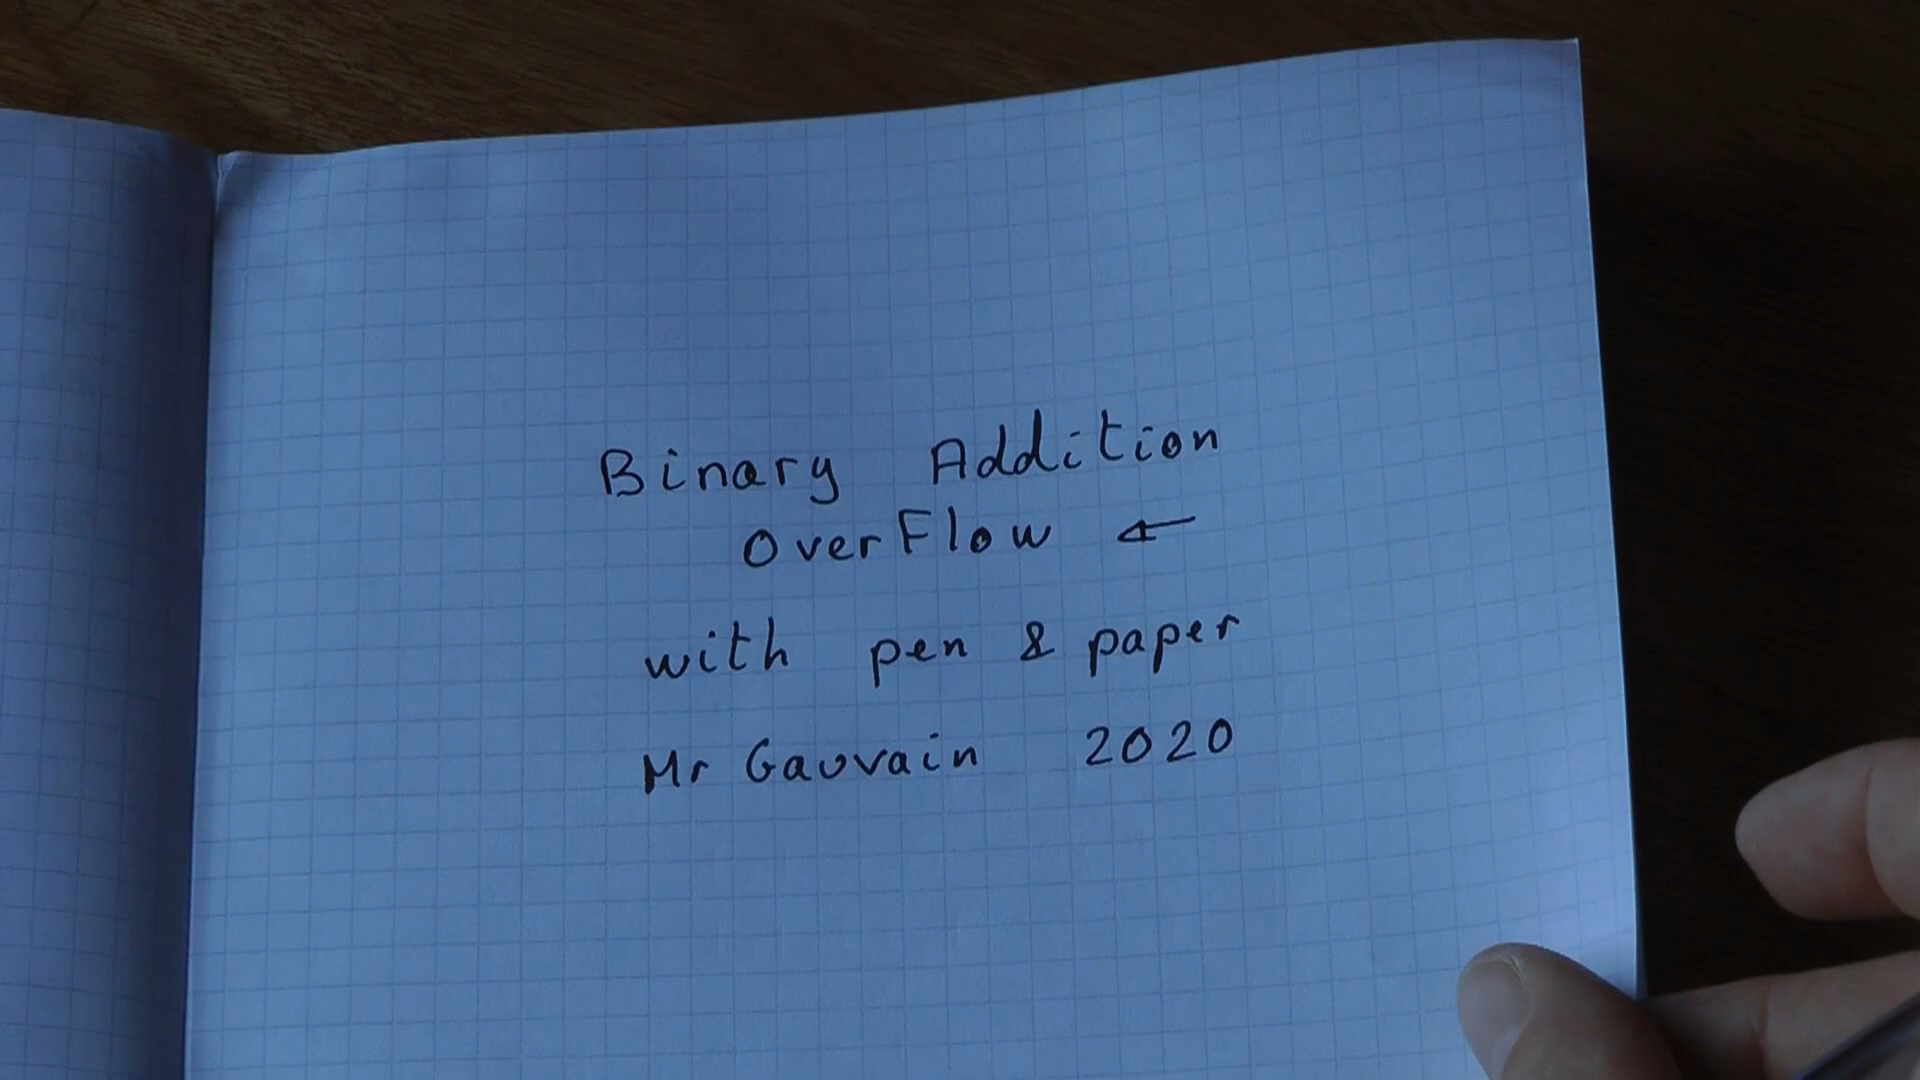 Binary Addition
OverFlow ←
with pen & paper
Mr Gauvain 2020